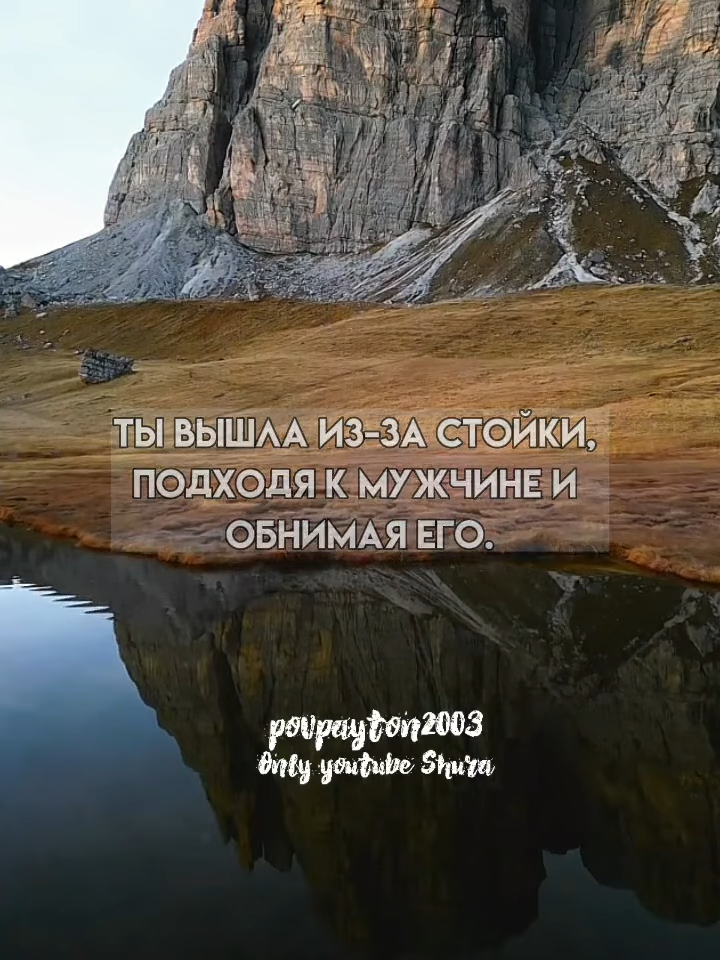 ТЫ ВЫШЛА ИЗ-ЗА СТОЙКИ,
ПОДХОДЯ К МУЖЧИНЕ И
ОБНИМАЯ ЕГО.
povpayton2003
Only youtube Shura